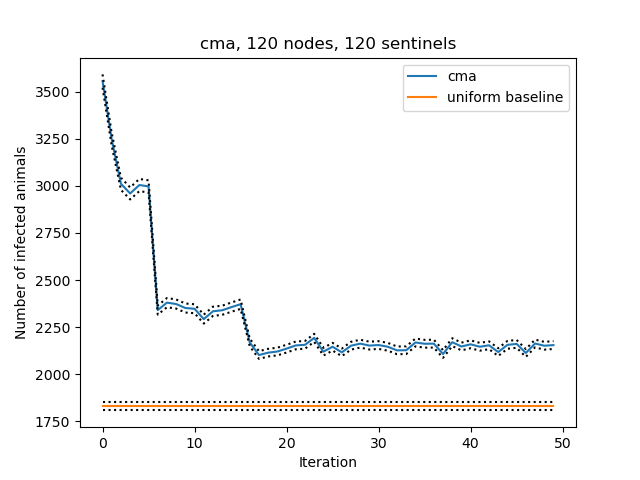 cma, 120 nodes, 120 sentinels
cma
uniform baseline
Number of infected animals
3500
3250
3000
2750
2500
2250
2000
1750
0 10 20 30 40 50
Iteration